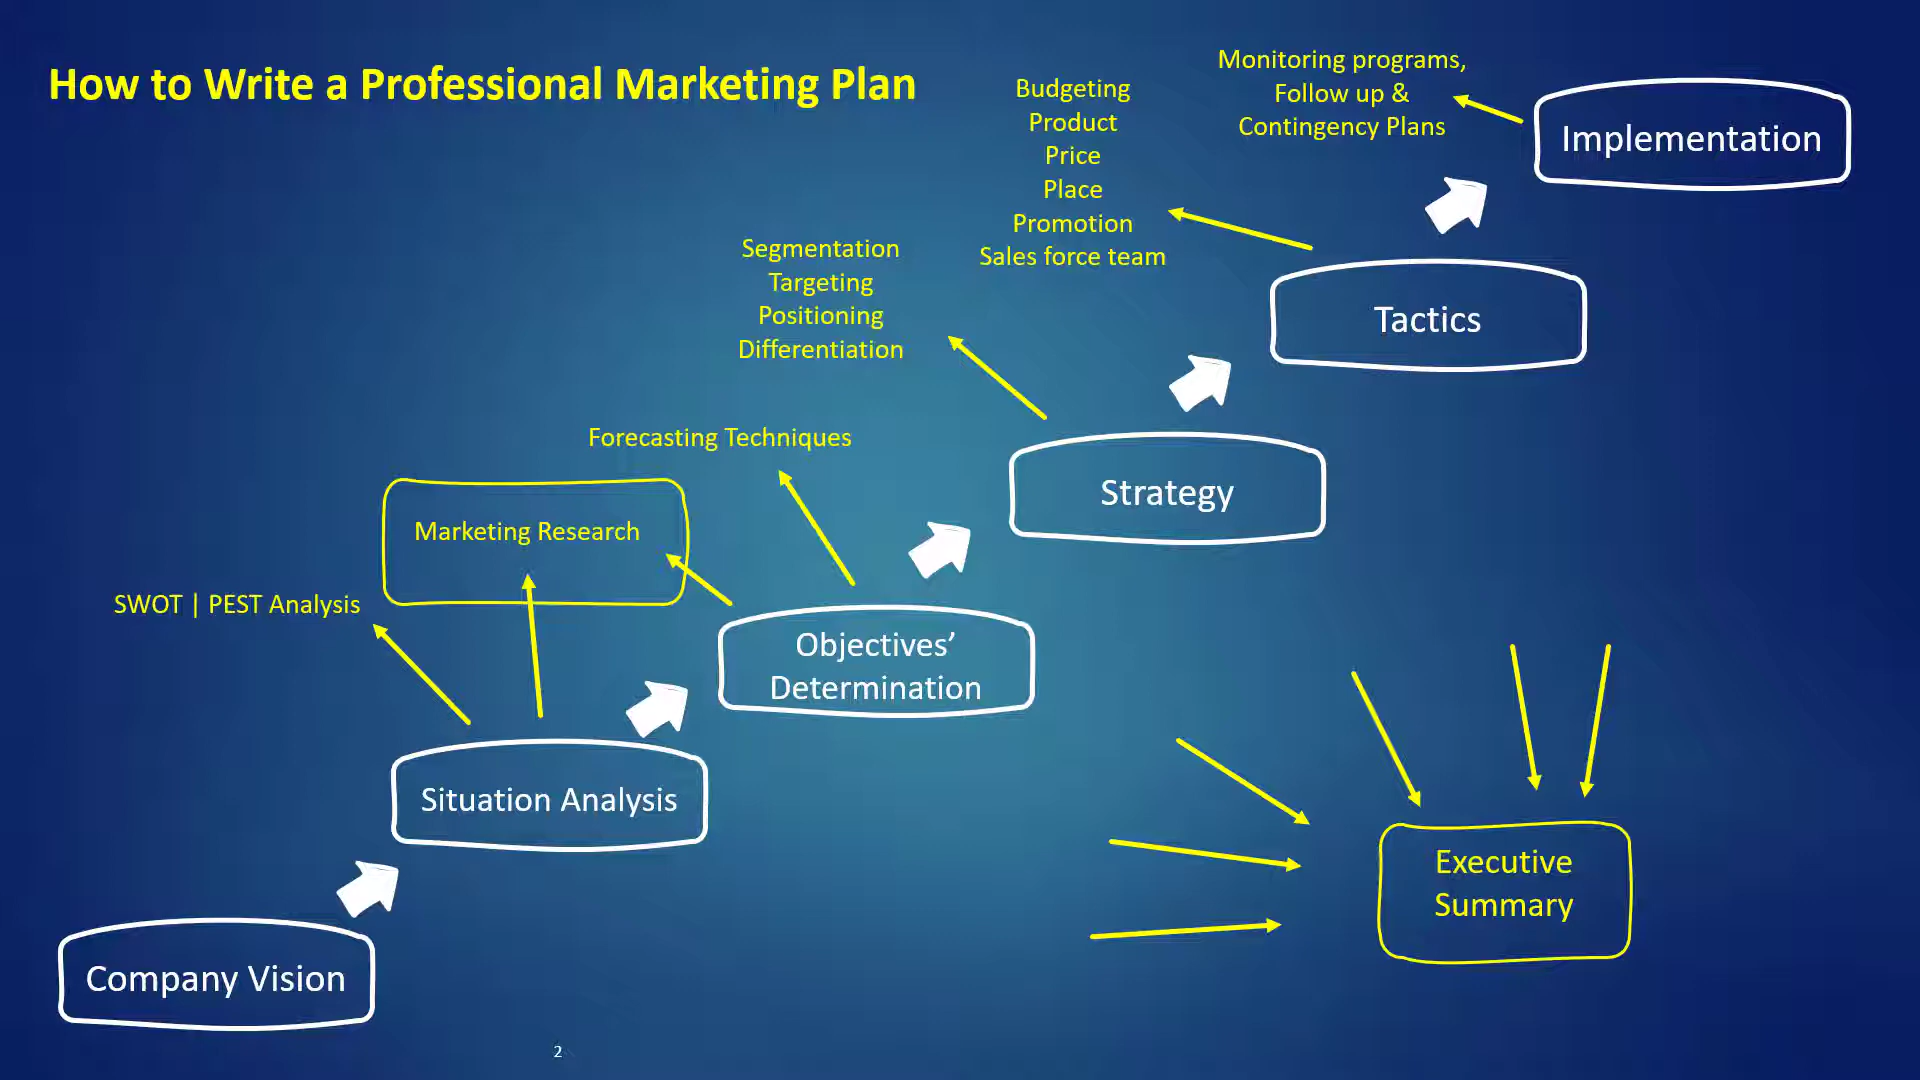 How to Write a Professional Marketing Plan
Monitoring programs,
Follow up &
Contingency Plans
Implementation
Budgeting
Product
Price
Place
Promotion
Sales force team
Tactics
Segmentation
Targeting
Positioning
Differentiation
Strategy
Forecasting Techniques
Marketing Research
Objectives’
Determination
SWOT | PEST Analysis
Situation Analysis
Executive
Summary
Company Vision
2